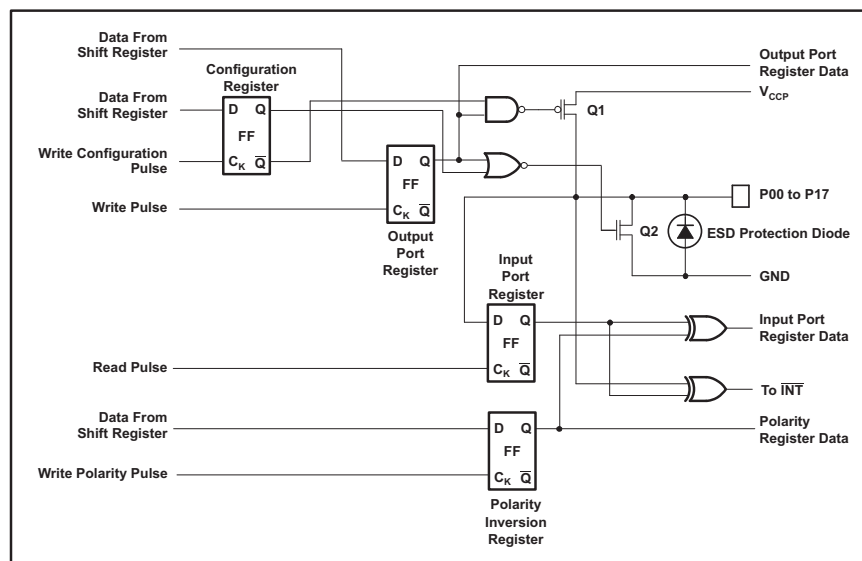 Data From
Shift Register
Configuration
Register
Data From
Shift Register
D Q
FF
CK Q̅
Write Configuration
Pulse
Write Pulse
D Q
FF
CK Q̅
Output
Port
Register
Output Port
Register Data
VCCP
Q1
P00 to P17
Q2
ESD Protection Diode
GND
Input
Port
Register
D Q
FF
CK Q̅
Read Pulse
Input Port
Register Data
To I̅N̅T̅
Data From
Shift Register
D Q
FF
CK Q̅
Write Polarity Pulse
Polarity
Register Data
Polarity
Inversion
Register